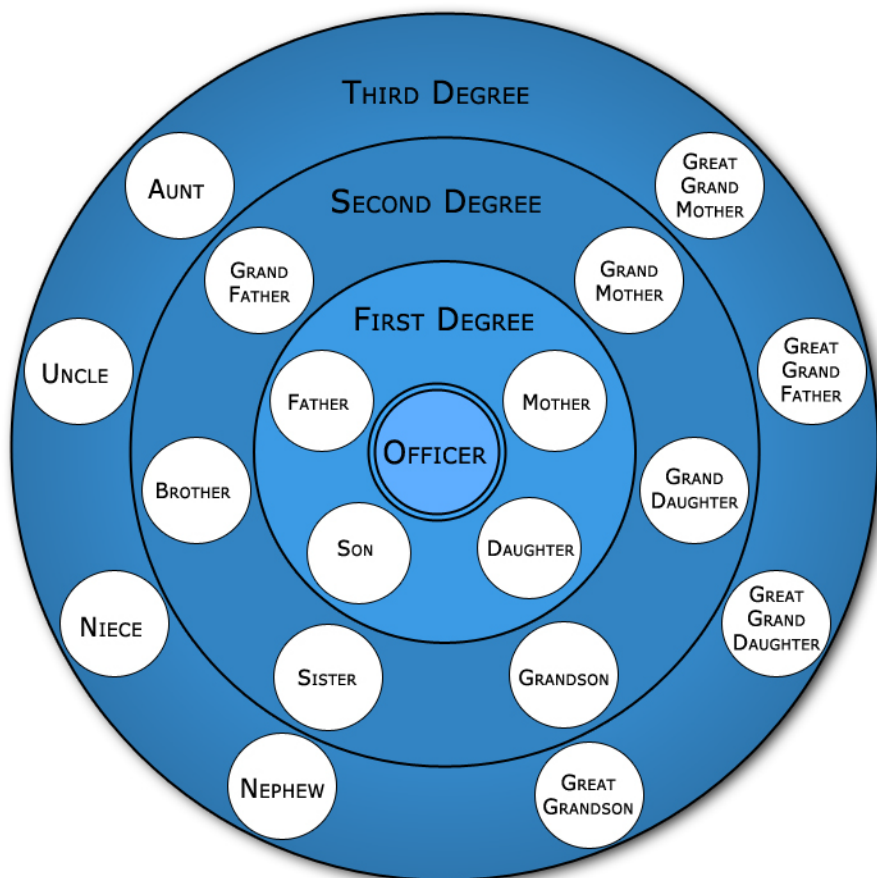 Third Degree
Aunt
Great
Grand
Mother
Second Degree
Grand
Father
Grand
Mother
First Degree
Uncle
Great
Grand
Father
Father
Mother
Officer
Brother
Grand
Daughter
Son
Daughter
Niece
Great
Grand
Daughter
Sister
Grandson
Nephew
Great
Grandson